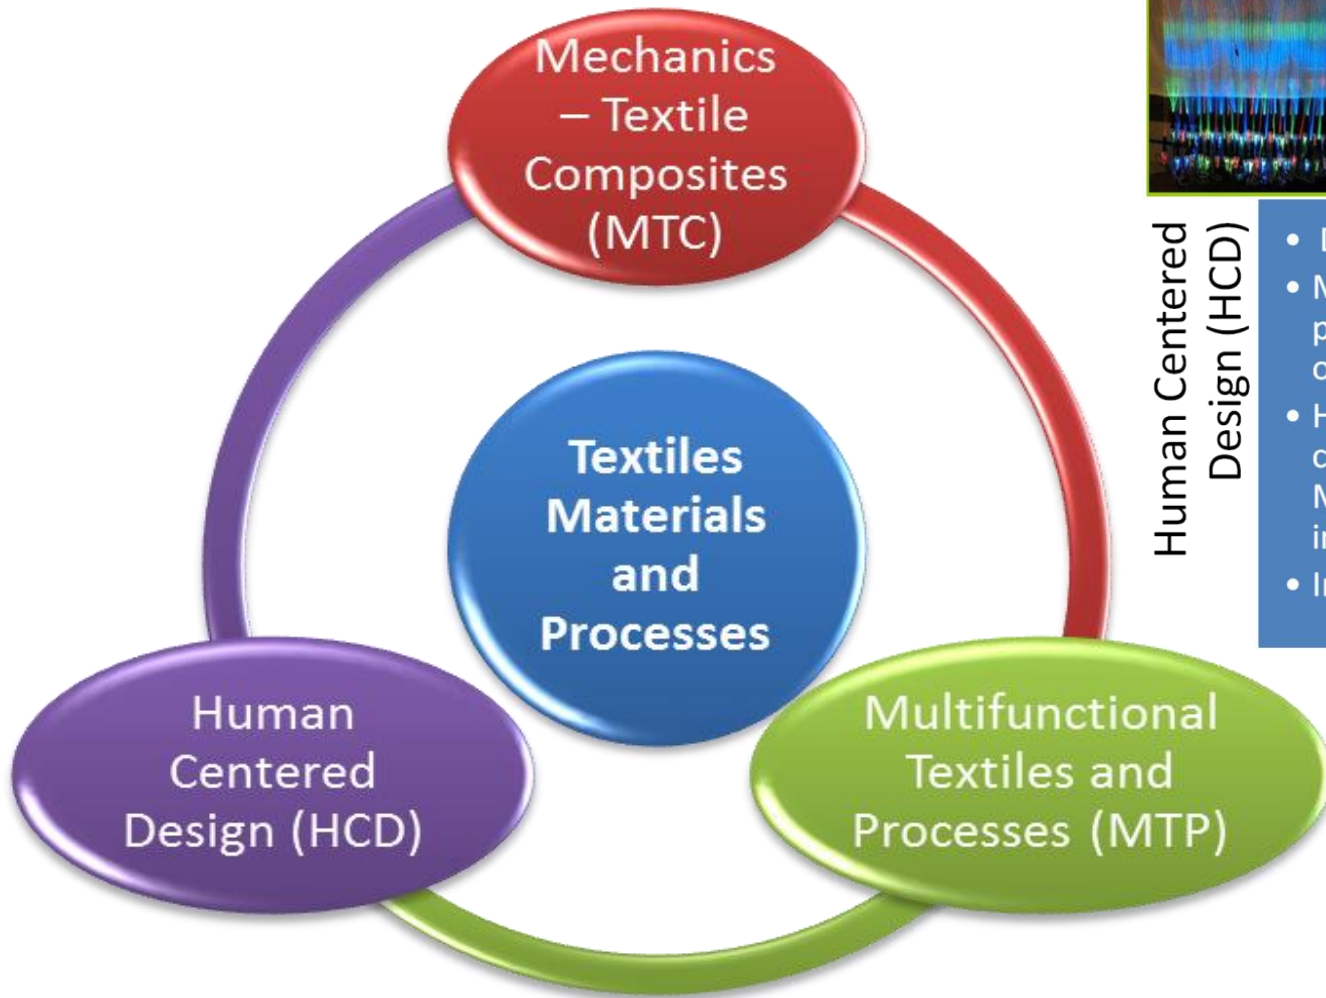 Mechanics
– Textile
Composites
(MTC)
Textiles
Materials
and
Processes
Human
Centered
Design (HCD)
Multifunctional
Textiles and
Processes (MTP)
Human Centered
Design (HCD)